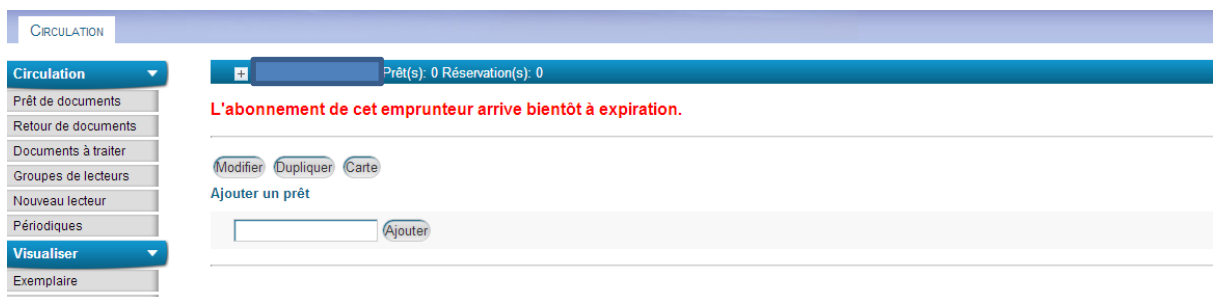 CIRCULATION
Circulation
Prêt de documents
Retour de documents
Documents à traiter
Groupes de lecteurs
Nouveau lecteur
Périodiques
Visualiser
Exemplaire
Prêt(s): 0 Réservation(s): 0
L'abonnement de cet emprunteur arrive bientôt à expiration.
Modifier Dupliquer Carte
Ajouter un prêt
Ajouter